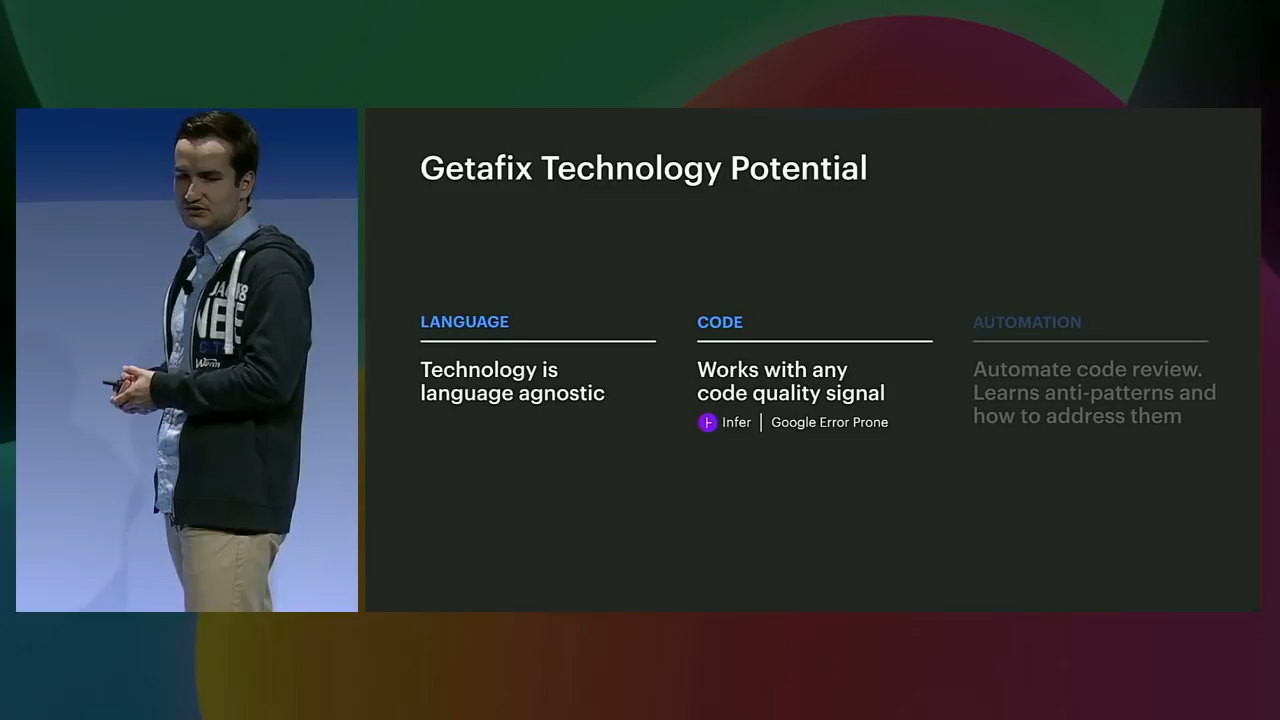 Getafix Technology Potential
LANGUAGE
Technology is
language agnostic
CODE
Works with any
code quality signal
Infer | Google Error Prone
AUTOMATION
Automate code review.
Learns anti-patterns and
how to address them